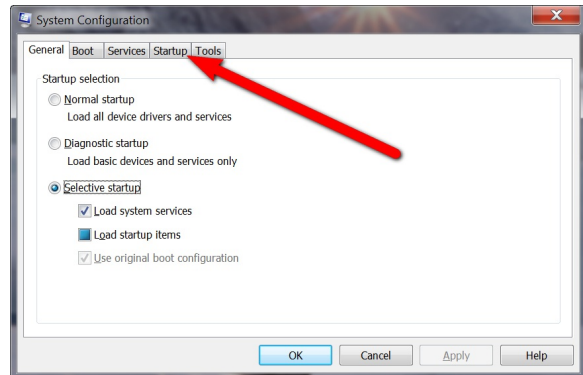 System Configuration
General Boot Services Startup Tools
Startup selection
Normal startup
Load all device drivers and services
Diagnostic startup
Load basic devices and services only
Selective startup
Load system services
Load startup items
Use original boot configuration
OK Cancel Apply Help